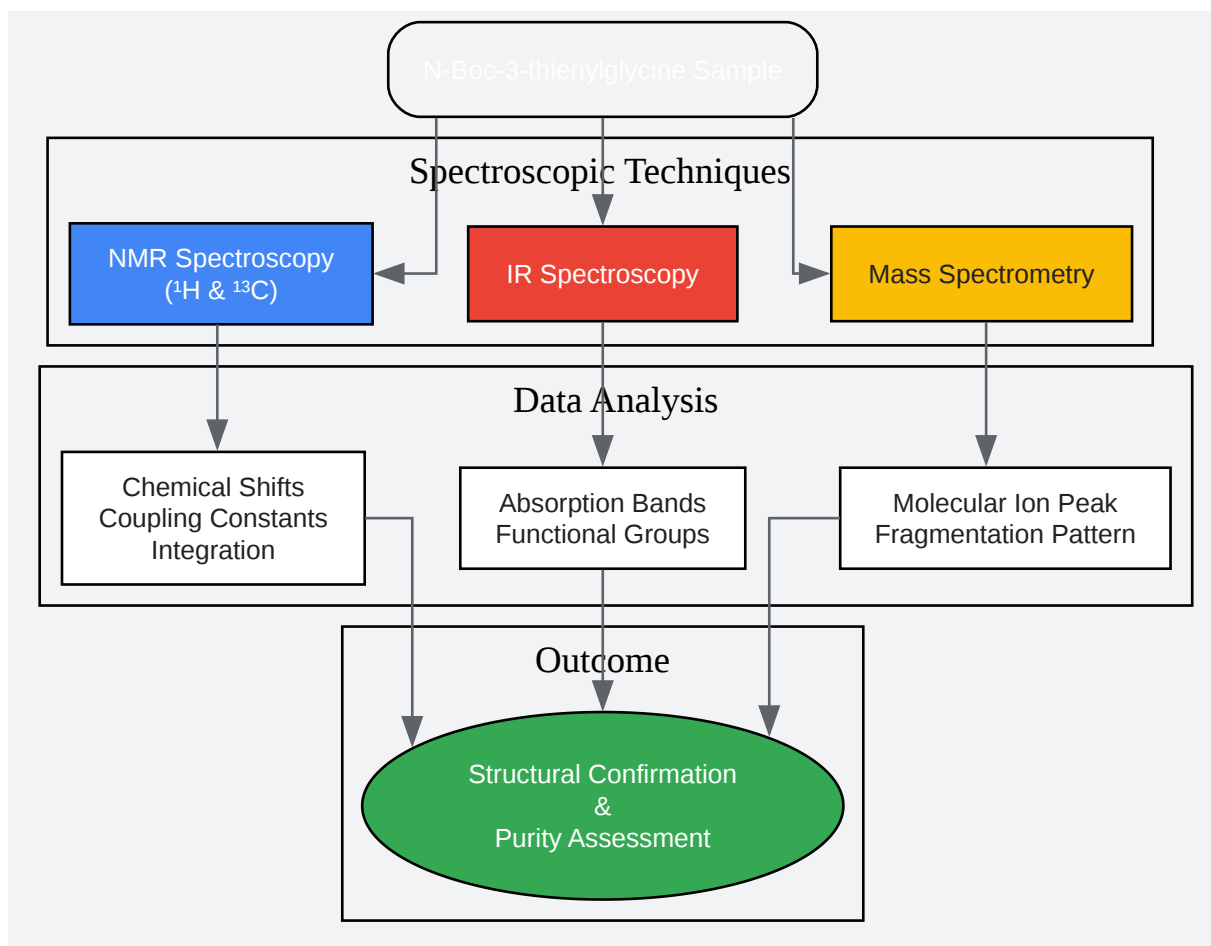 N-Boc-3-thienylglycine Sample
Spectroscopic Techniques
NMR Spectroscopy
(¹H & ¹³C)
IR Spectroscopy
Mass Spectrometry
Data Analysis
Chemical Shifts
Coupling Constants
Integration
Absorption Bands
Functional Groups
Molecular Ion Peak
Fragmentation Pattern
Outcome
Structural Confirmation
&
Purity Assessment